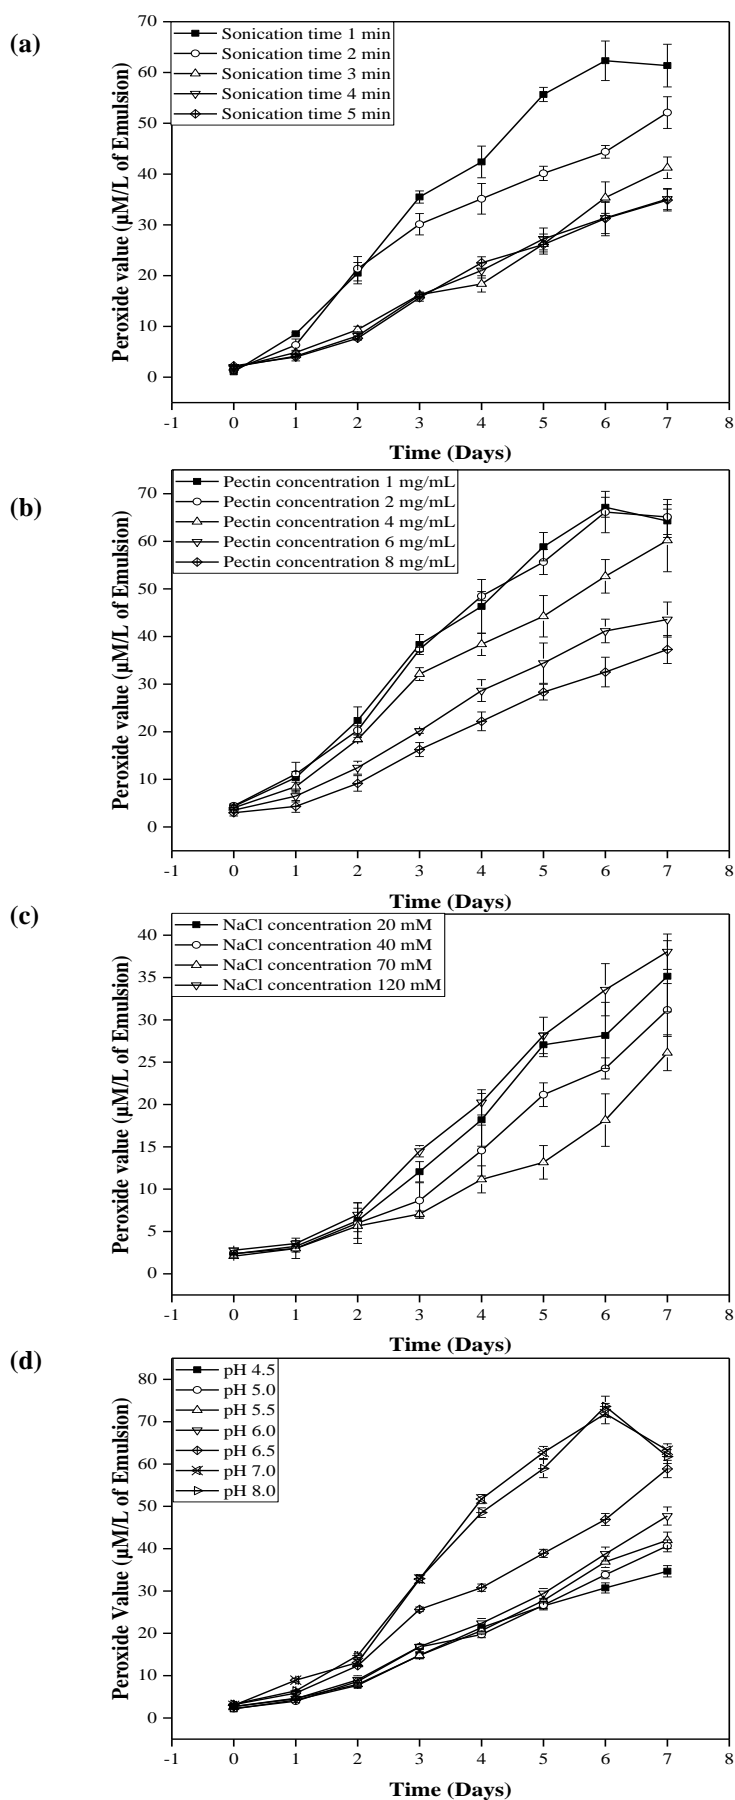 (a)
Peroxide value (µM/L of Emulsion)
70
60
50
40
30
20
10
0
Sonication time 1 min
Sonication time 2 min
Sonication time 3 min
Sonication time 4 min
Sonication time 5 min
-1 0 1 2 3 4 5 6 7 8
Time (Days)
(b)
Peroxide value (µM/L of Emulsion)
70
60
50
40
30
20
10
0
Pectin concentration 1 mg/mL
Pectin concentration 2 mg/mL
Pectin concentration 4 mg/mL
Pectin concentration 6 mg/mL
Pectin concentration 8 mg/mL
-1 0 1 2 3 4 5 6 7 8
Time (Days)
(c)
Peroxide value (µM/L of Emulsion)
40
35
30
25
20
15
10
5
0
NaCl concentration 20 mM
NaCl concentration 40 mM
NaCl concentration 70 mM
NaCl concentration 120 mM
-1 0 1 2 3 4 5 6 7 8
Time (Days)
(d)
Peroxide Value (µM/L of Emulsion)
80
70
60
50
40
30
20
10
0
pH 4.5
pH 5.0
pH 5.5
pH 6.0
pH 6.5
pH 7.0
pH 8.0
-1 0 1 2 3 4 5 6 7 8
Time (Days)